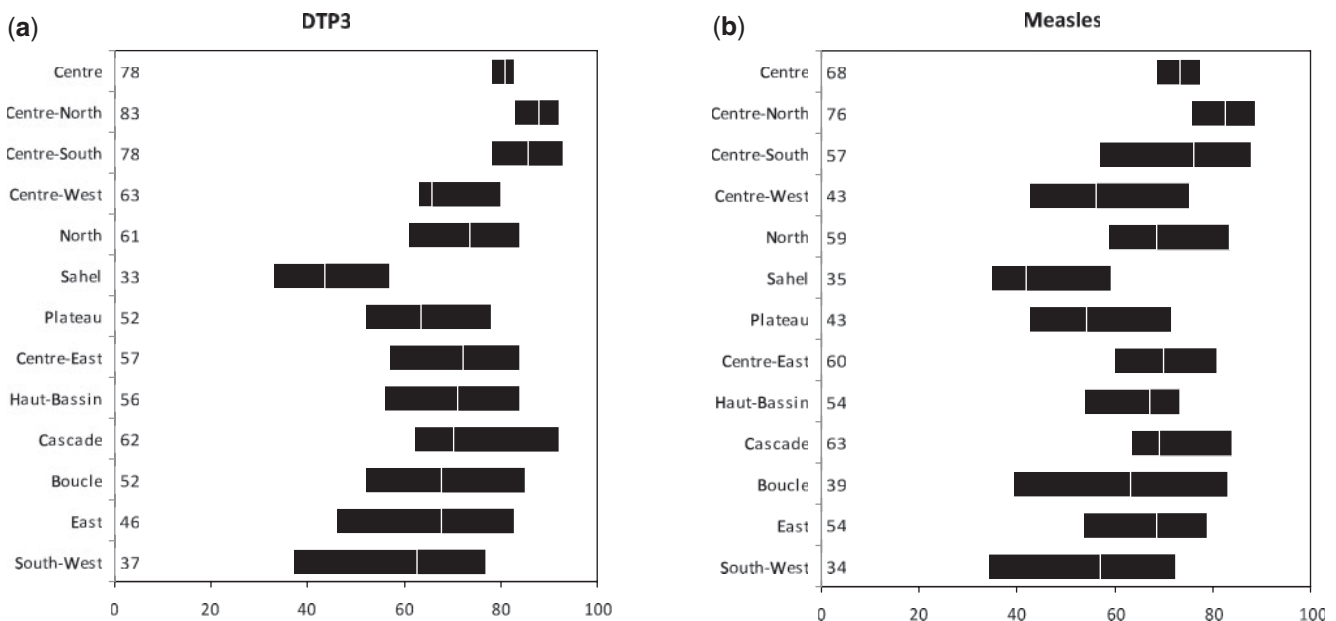 (a) DTP3
Centre 78
Centre-North 83
Centre-South 78
Centre-West 63
North 61
Sahel 33
Plateau 52
Centre-East 57
Haut-Bassin 56
Cascade 62
Boucle 52
East 46
South-West 37
0 20 40 60 80 100
(b) Measles
Centre 68
Centre-North 76
Centre-South 57
Centre-West 43
North 59
Sahel 35
Plateau 43
Centre-East 60
Haut-Bassin 54
Cascade 63
Boucle 39
East 54
South-West 34
0 20 40 60 80 100